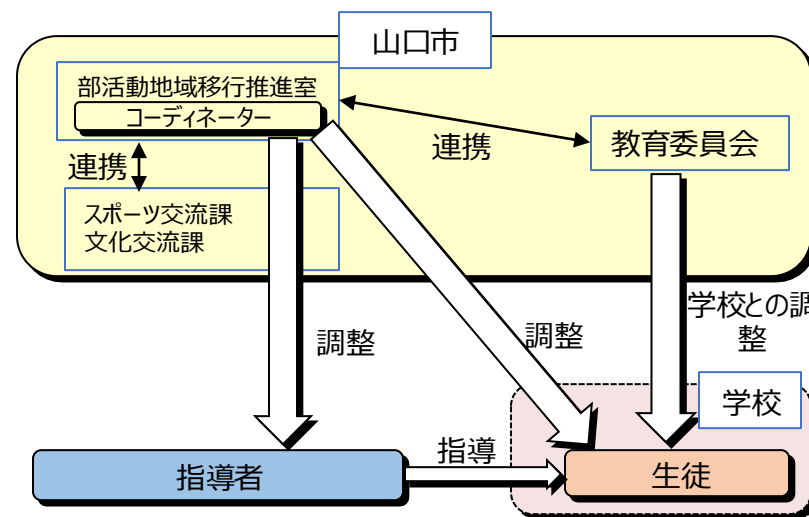 山口市
部活動地域移行推進室
コーディネーター
連携
連携
教育委員会
スポーツ交流課
文化交流課
調整
調整
学校との調
整
学校
指導者
指導
生徒